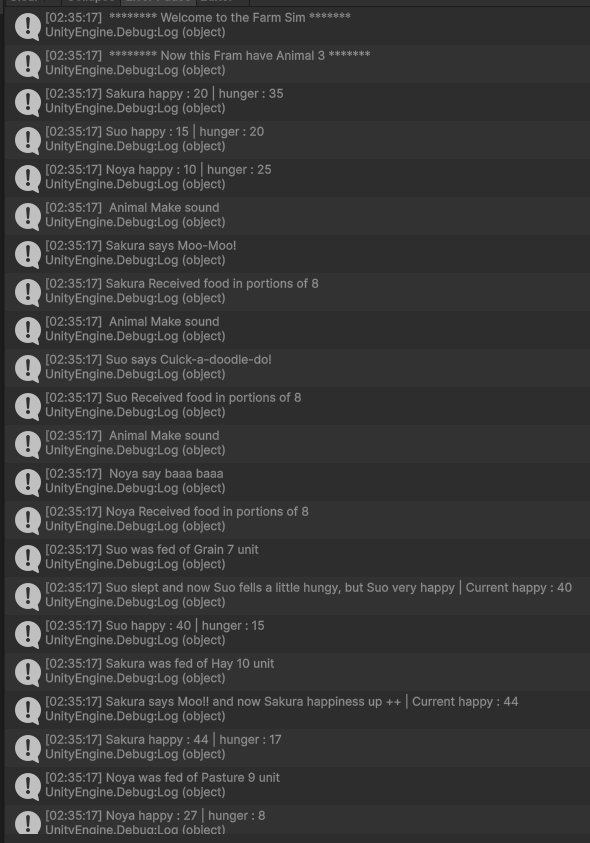 [02:35:17]  ******** Welcome to the Farm Sim *******
UnityEngine.Debug:Log (object)
[02:35:17]  ******** Now this Fram have Animal 3 *******
UnityEngine.Debug:Log (object)
[02:35:17] Sakura happy : 20 | hunger : 35
UnityEngine.Debug:Log (object)
[02:35:17] Suo happy : 15 | hunger : 20
UnityEngine.Debug:Log (object)
[02:35:17] Noya happy : 10 | hunger : 25
UnityEngine.Debug:Log (object)
[02:35:17]  Animal Make sound
UnityEngine.Debug:Log (object)
[02:35:17] Sakura says Moo-Moo!
UnityEngine.Debug:Log (object)
[02:35:17] Sakura Received food in portions of 8
UnityEngine.Debug:Log (object)
[02:35:17]  Animal Make sound
UnityEngine.Debug:Log (object)
[02:35:17] Suo says Cuick-a-doodle-do!
UnityEngine.Debug:Log (object)
[02:35:17] Suo Received food in portions of 8
UnityEngine.Debug:Log (object)
[02:35:17]  Animal Make sound
UnityEngine.Debug:Log (object)
[02:35:17]  Noya say baaa baaa
UnityEngine.Debug:Log (object)
[02:35:17] Noya Received food in portions of 8
UnityEngine.Debug:Log (object)
[02:35:17] Suo was fed of Grain 7 unit
UnityEngine.Debug:Log (object)
[02:35:17] Suo slept and now Suo fells a little hungy, but Suo very happy | Current happy : 40
UnityEngine.Debug:Log (object)
[02:35:17] Suo happy : 40 | hunger : 15
UnityEngine.Debug:Log (object)
[02:35:17] Sakura was fed of Hay 10 unit
UnityEngine.Debug:Log (object)
[02:35:17] Sakura says Moo!! and now Sakura happiness up ++ | Current happy : 44
UnityEngine.Debug:Log (object)
[02:35:17] Sakura happy : 44 | hunger : 17
UnityEngine.Debug:Log (object)
[02:35:17] Noya was fed of Pasture 9 unit
UnityEngine.Debug:Log (object)
[02:35:17] Noya happy : 27 | hunger : 8
UnityEngine.Debug:Log (object)